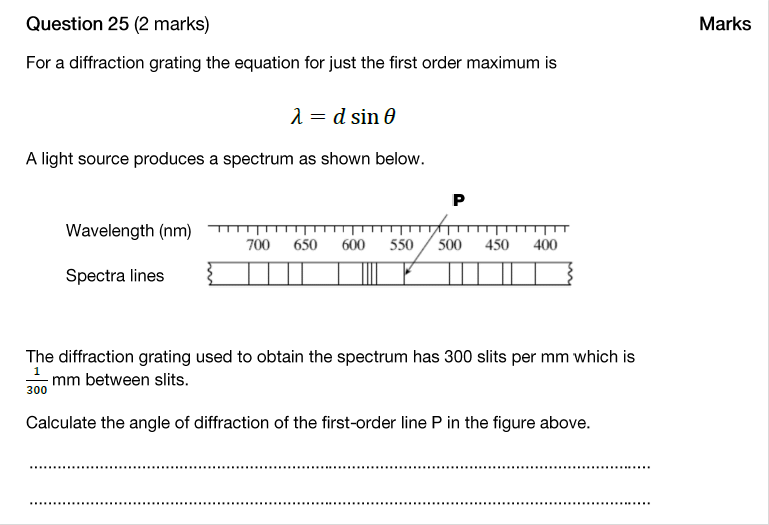 Question 25 (2 marks) Marks
For a diffraction grating the equation for just the first order maximum is
λ = d sin θ
A light source produces a spectrum as shown below.
P
Wavelength (nm)
700 650 600 550 500 450 400
Spectra lines
The diffraction grating used to obtain the spectrum has 300 slits per mm which is
1/300 mm between slits.
Calculate the angle of diffraction of the first-order line P in the figure above.